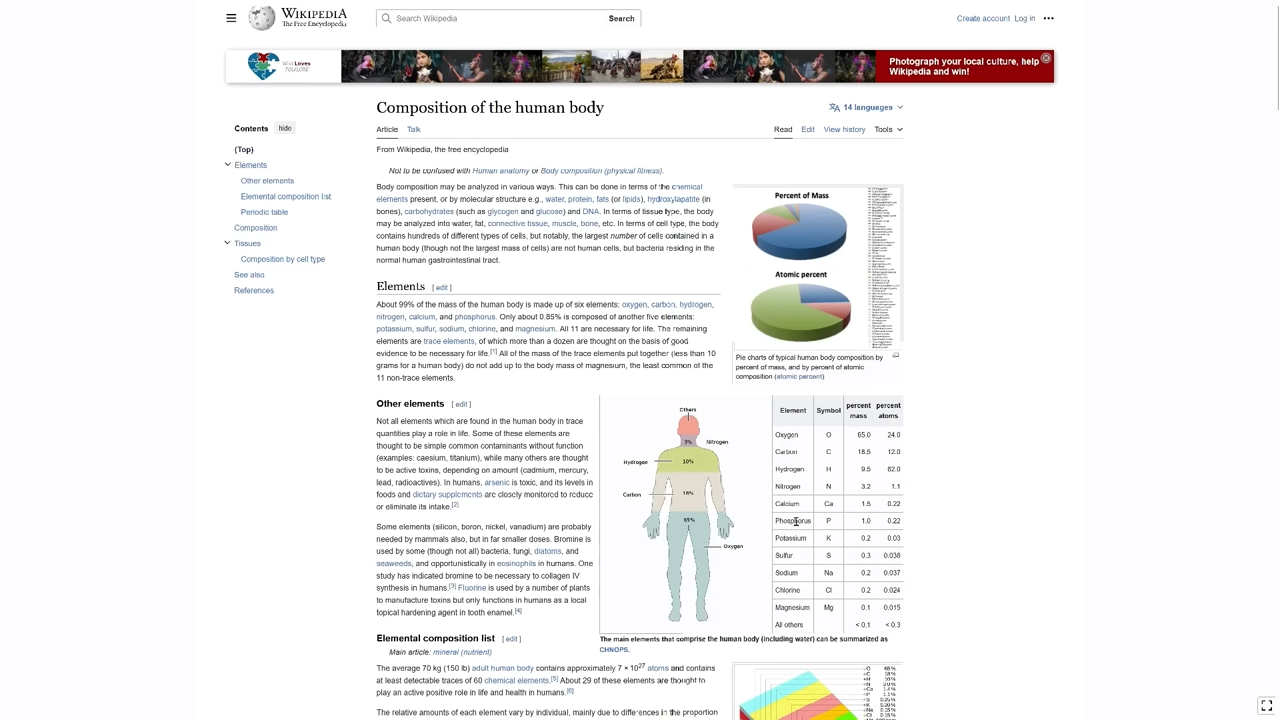 WIKIPEDIA
The Free Encyclopedia
Search Wikipedia
Search
Create account Log in
Wiki Loves
FOLKLORE
Photograph your local culture, help
Wikipedia and win!
Composition of the human body
14 languages
Contents hide
(Top)
Elements
Other elements
Elemental composition list
Periodic table
Composition
Tissues
Composition by cell type
See also
References
Article Talk
Read Edit View history Tools
From Wikipedia, the free encyclopedia
Not to be confused with Human anatomy or Body composition (physical fitness).
Body composition may be analyzed in various ways. This can be done in terms of the chemical
elements present, or by molecular structure e.g., water, protein, fats (or lipids), hydroxylapatite (in
bones), carbohydrates (such as glycogen and glucose) and DNA. In terms of tissue type, the body
may be analyzed into water, fat, connective tissue, muscle, bone, etc. In terms of cell type, the body
contains hundreds of different types of cells, but notably, the largest number of cells contained in a
human body (though not the largest mass of cells) are not human cells, but bacteria residing in the
normal human gastrointestinal tract.
Percent of Mass
Atomic percent
Pie charts of typical human body composition by
percent of mass, and by percent of atomic
composition (atomic percent)
Elements [ edit ]
About 99% of the mass of the human body is made up of six elements: oxygen, carbon, hydrogen,
nitrogen, calcium, and phosphorus. Only about 0.85% is composed of another five elements:
potassium, sulfur, sodium, chlorine, and magnesium. All 11 are necessary for life. The remaining
elements are trace elements, of which more than a dozen are thought on the basis of good
evidence to be necessary for life.[1] All of the mass of the trace elements put together (less than 10
grams for a human body) do not add up to the body mass of magnesium, the least common of the
11 non-trace elements.
Other elements [ edit ]
Not all elements which are found in the human body in trace
quantities play a role in life. Some of these elements are
thought to be simple common contaminants without function
(examples: caesium, titanium), while many others are thought
to be active toxins, depending on amount (cadmium, mercury,
lead, radioactives). In humans, arsenic is toxic, and its levels in
foods and dietary supplements are closely monitored to reduce
or eliminate its intake.[2]
Some elements (silicon, boron, nickel, vanadium) are probably
needed by mammals also, but in far smaller doses. Bromine is
used by some (though not all) bacteria, fungi, diatoms, and
seaweeds, and opportunistically in eosinophils in humans. One
study has indicated bromine to be necessary to collagen IV
synthesis in humans.[3] Fluorine is used by a number of plants
to manufacture toxins but only functions in humans as a local
topical hardening agent in tooth enamel.[4]
Others
3% Nitrogen
Hydrogen 10%
Carbon 18%
65%
Oxygen
Element Symbol percent mass percent atoms
Oxygen O 65.0 24.0
Carbon C 18.5 12.0
Hydrogen H 9.5 62.0
Nitrogen N 3.2 1.1
Calcium Ca 1.5 0.22
Phosphorus P 1.0 0.22
Potassium K 0.2 0.03
Sulfur S 0.3 0.038
Sodium Na 0.2 0.037
Chlorine Cl 0.2 0.024
Magnesium Mg 0.1 0.015
All others < 0.1 < 0.3
The main elements that comprise the human body (including water) can be summarized as
CHNOPS.
Elemental composition list [ edit ]
Main article: mineral (nutrient)
The average 70 kg (150 lb) adult human body contains approximately 7 × 1027 atoms and contains
at least detectable traces of 60 chemical elements.[5] About 29 of these elements are thought to
play an active positive role in life and health in humans.[6]
The relative amounts of each element vary by individual, mainly due to differences in the proportion